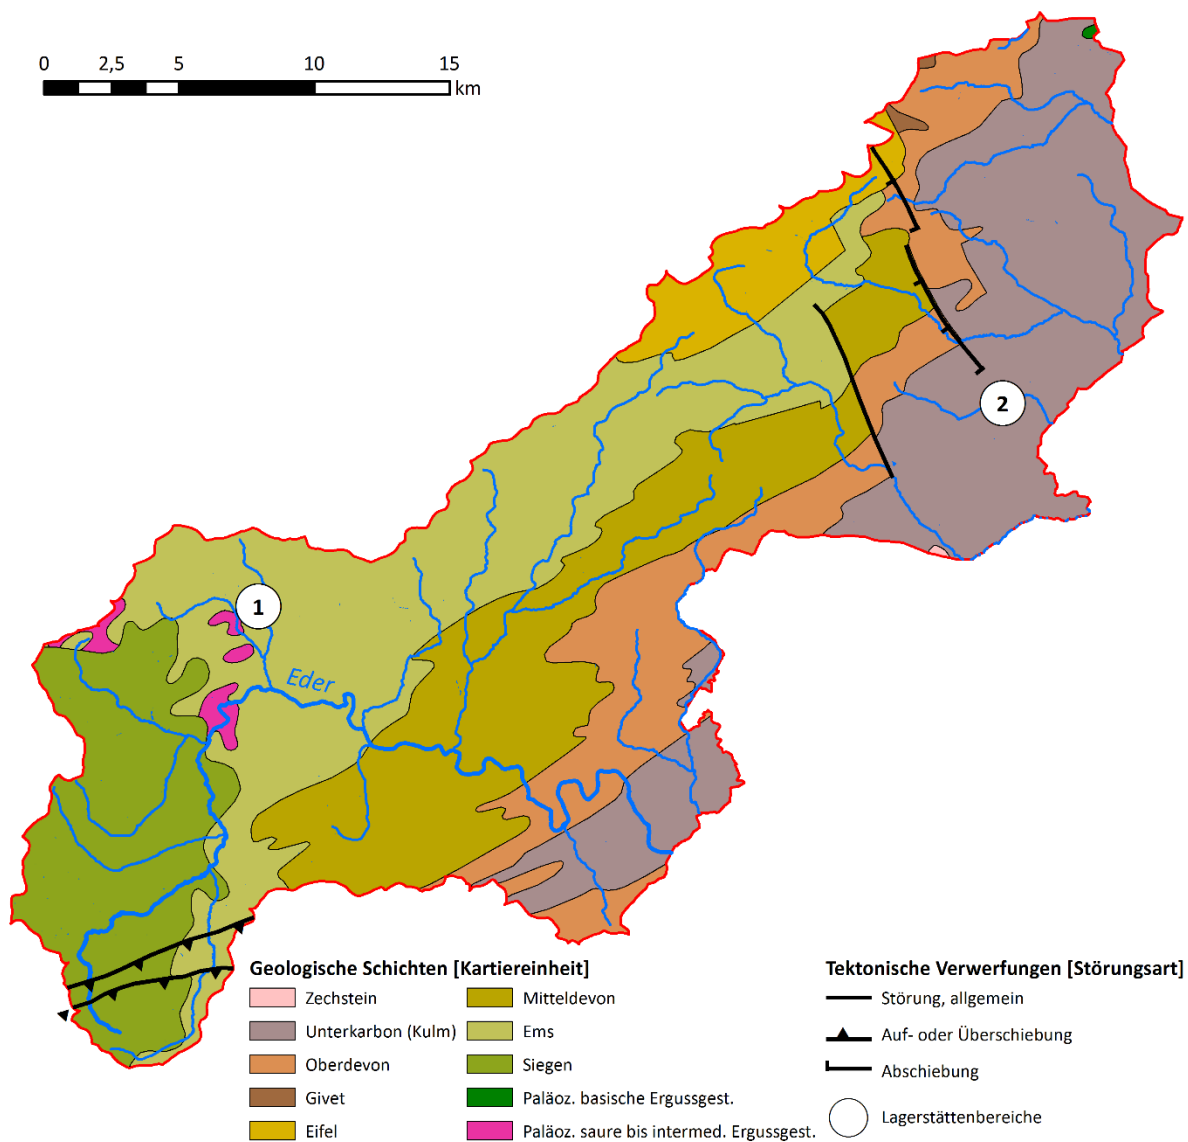 0 2,5 5 10 15
km
2
1
Eder
Geologische Schichten [Kartiereinheit]
Zechstein
Unterkarbon (Kulm)
Oberdevon
Givet
Eifel
Mitteldevon
Ems
Siegen
Paläoz. basische Ergussgest.
Paläoz. saure bis intermed. Ergussgest.
Tektonische Verwerfungen [Störungsart]
Störung, allgemein
Auf- oder Überschiebung
Abschiebung
Lagerstättenbereiche